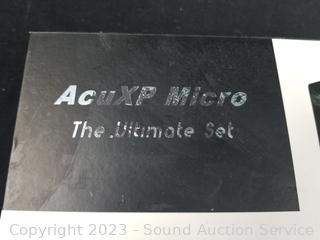 AcuXP Micro
The Ultimate Set
Copyright 2023 - Sound Auction Service